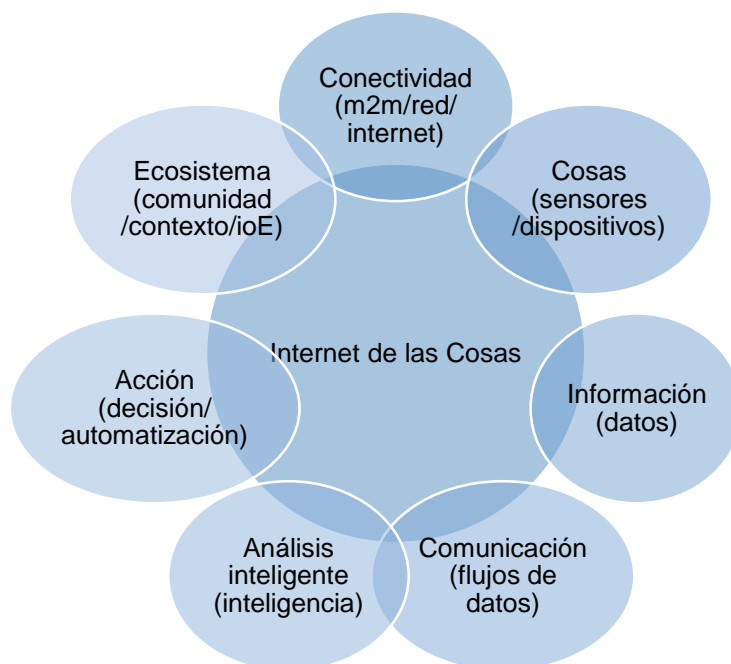 Conectividad
(m2m/red/
internet)
Cosas
(sensores
/dispositivos)
Información
(datos)
Comunicación
(flujos de
datos)
Análisis
inteligente
(inteligencia)
Acción
(decisión/
automatización)
Ecosistema
(comunidad
/contexto/ioE)
Internet de las Cosas